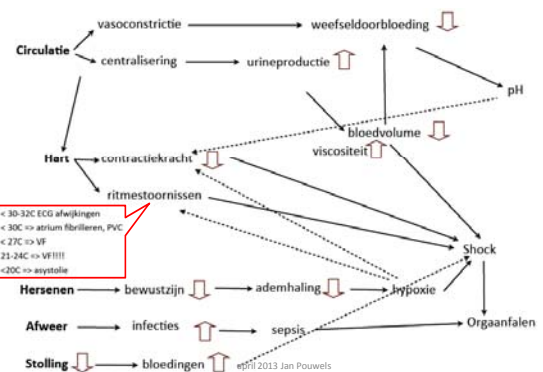 vasoconstrictie
weefseldoorbloeding
Circulatie
centralisering
urineproductie
pH
bloedvolume
viscositeit
Hart
contractiekracht
ritmestoornissen
< 30-32C ECG afwijkingen
< 30C => atrium fibrilleren, PVC
< 27C => VF
21-24C => VF!!!!
<20C => asystolie
Shock
Hersenen
bewustzijn
ademhaling
hypoxie
Afweer
infecties
sepsis
Orgaanfalen
Stolling
bloedingen
april 2013 Jan Pouwels